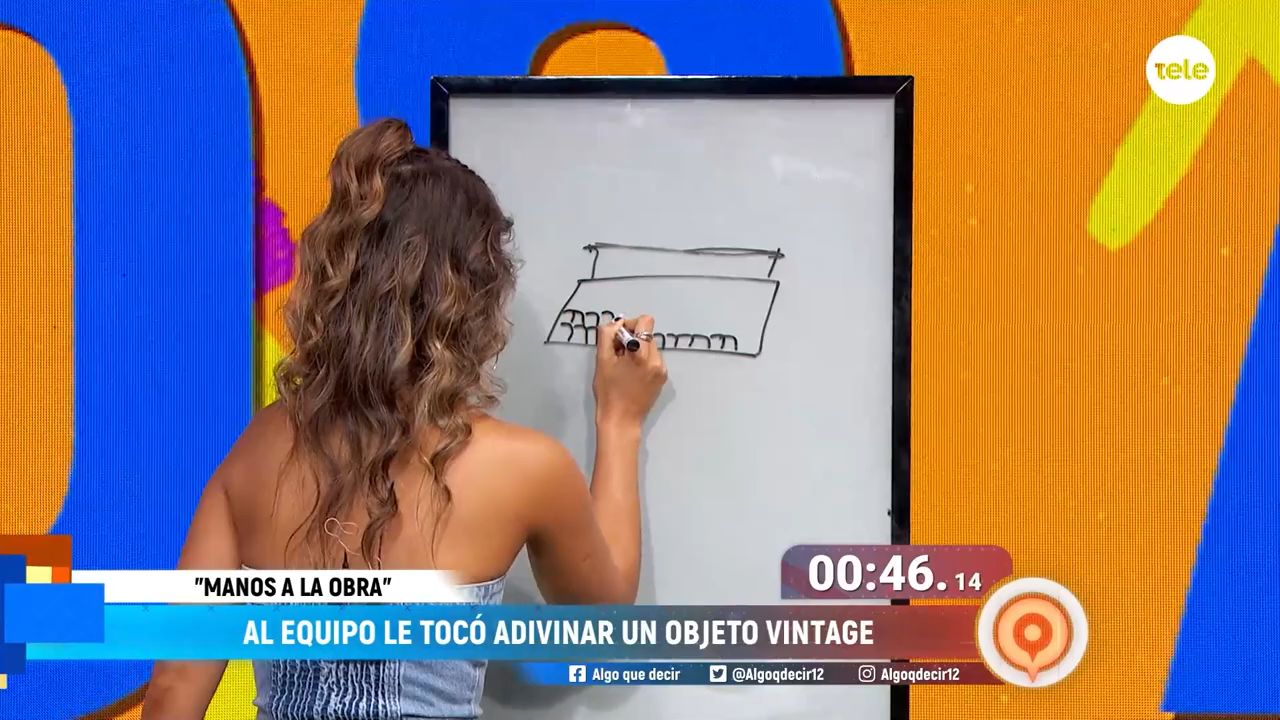 Tele
"MANOS A LA OBRA"
00:46.14
AL EQUIPO LE TOCÓ ADIVINAR UN OBJETO VINTAGE
Algo que decir @Algoqdecir12 Algoqdecir12